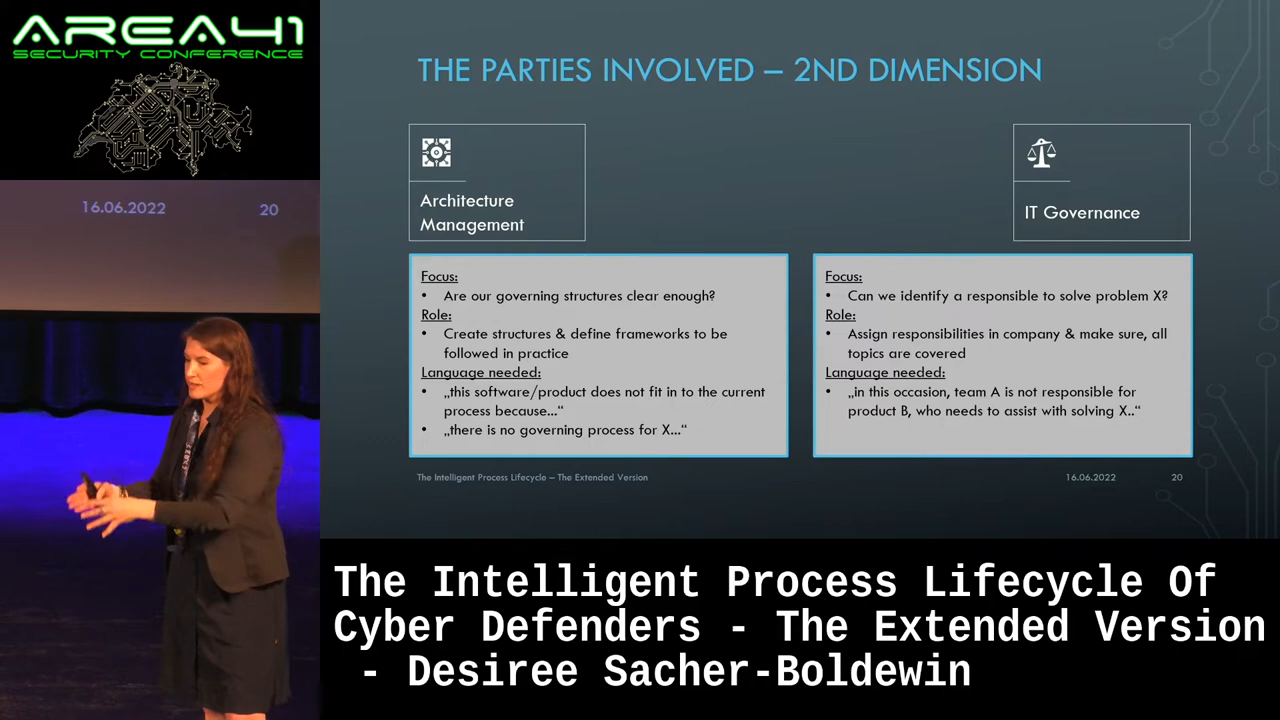 AREA41
SECURITY CONFERENCE
16.06.2022
20
THE PARTIES INVOLVED – 2ND DIMENSION
Architecture
Management
IT Governance
Focus:
• Are our governing structures clear enough?
Role:
• Create structures & define frameworks to be
followed in practice
Language needed:
• „this software/product does not fit in to the current
process because...“
• „there is no governing process for X...“
Focus:
• Can we identify a responsible to solve problem X?
Role:
• Assign responsibilities in company & make sure, all
topics are covered
Language needed:
• „in this occasion, team A is not responsible for
product B, who needs to assist with solving X..“
The Intelligent Process Lifecycle – The Extended Version
16.06.2022
20
The Intelligent Process Lifecycle Of
Cyber Defenders - The Extended Version
- Desiree Sacher-Boldewin